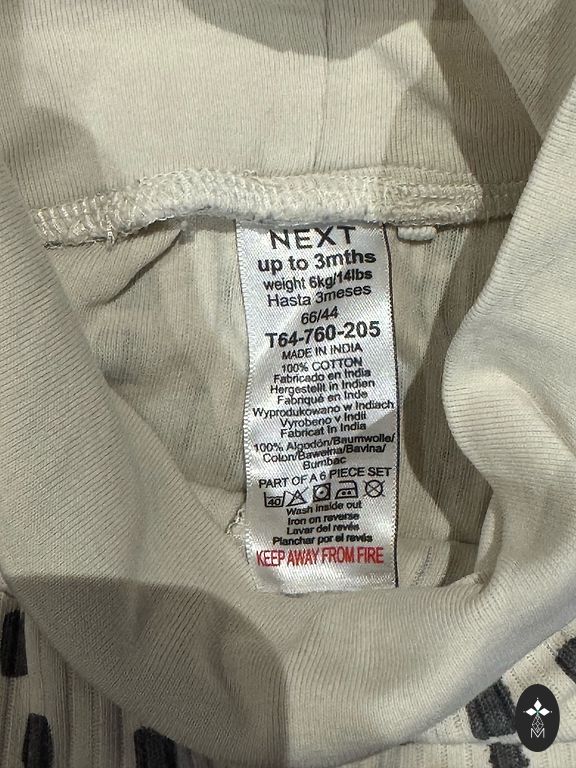 NEXT
up to 3mths
weight 6kg/14lbs
Hasta 3meses
66/44
T64-760-205
MADE IN INDIA
100% COTTON
Fabricado en India
Hergestellt in Indien
Fabriqué en Inde
Wyprodukowano w Indiach
Vyrobeno v Indii
Fabricat în India
100% Algodón/Baumwolle/
Coton/Bawełna/Bavlna/
Bumbac
PART OF A 6 PIECE SET
40
Wash inside out
Iron on reverse
Lavar del revés
Planchar por el revés
KEEP AWAY FROM FIRE
M